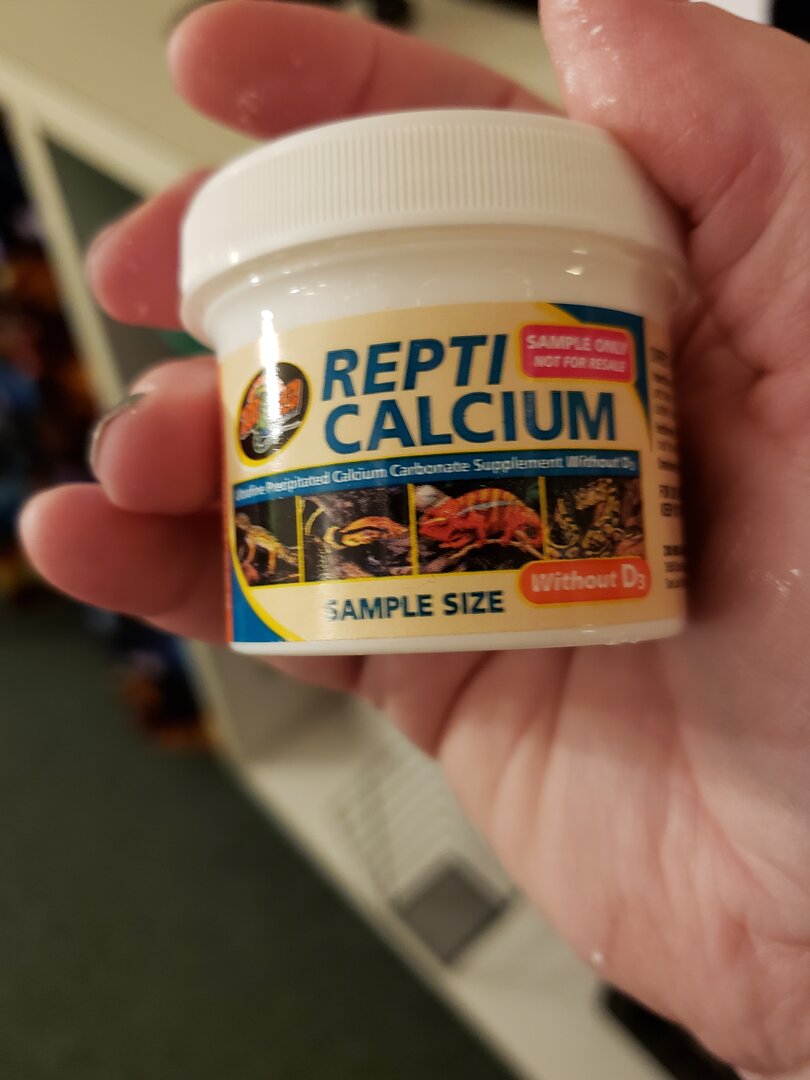 REPTI
CALCIUM
SAMPLE ONLY
NOT FOR RESALE
Precipitated Calcium Carbonate Supplement Without D3
Without D3
SAMPLE SIZE